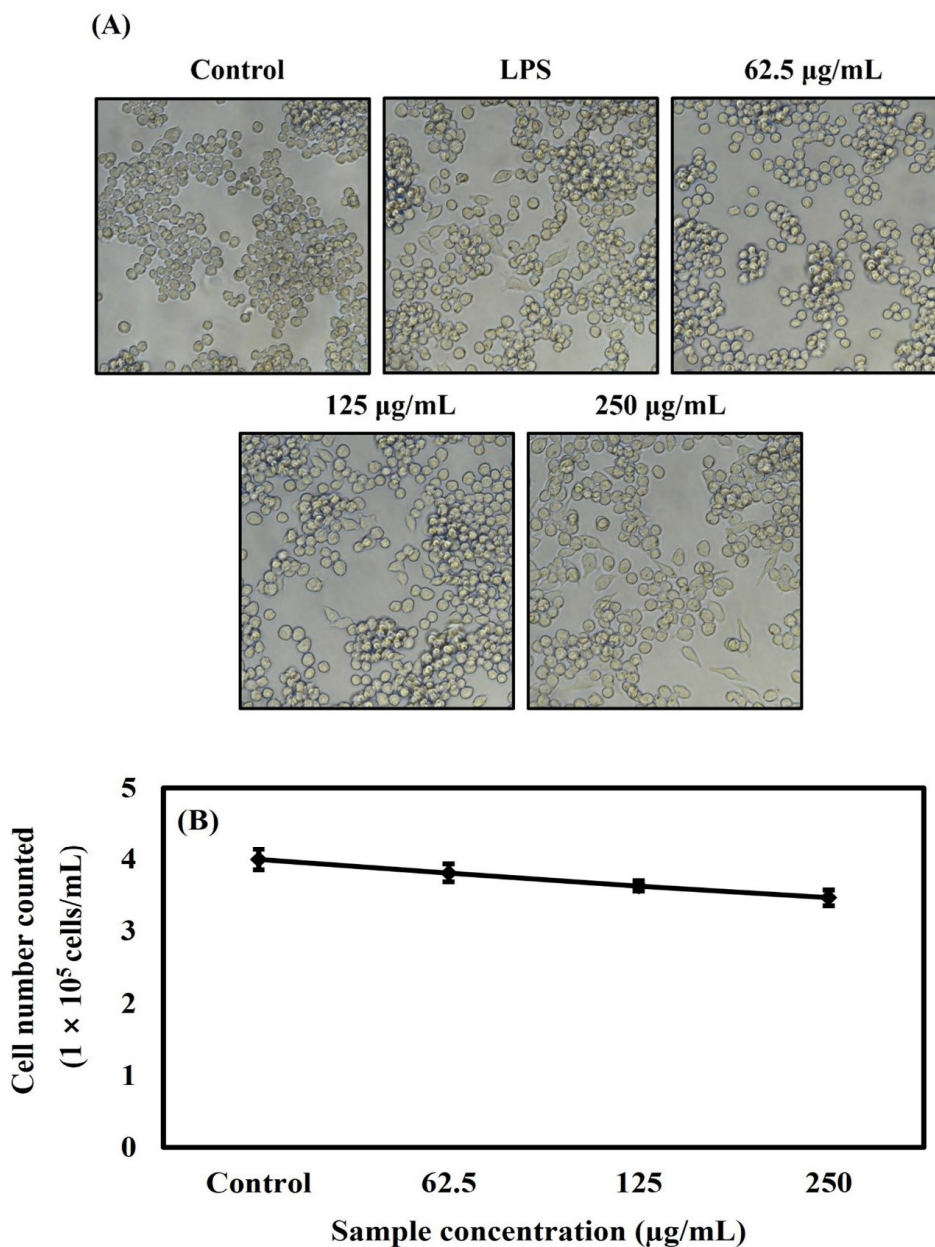 (A)
Control LPS 62.5 μg/mL
125 μg/mL 250 μg/mL
(B)
Cell number counted
(1 × 10⁵ cells/mL)
5
4
3
2
1
0
Control 62.5 125 250
Sample concentration (μg/mL)